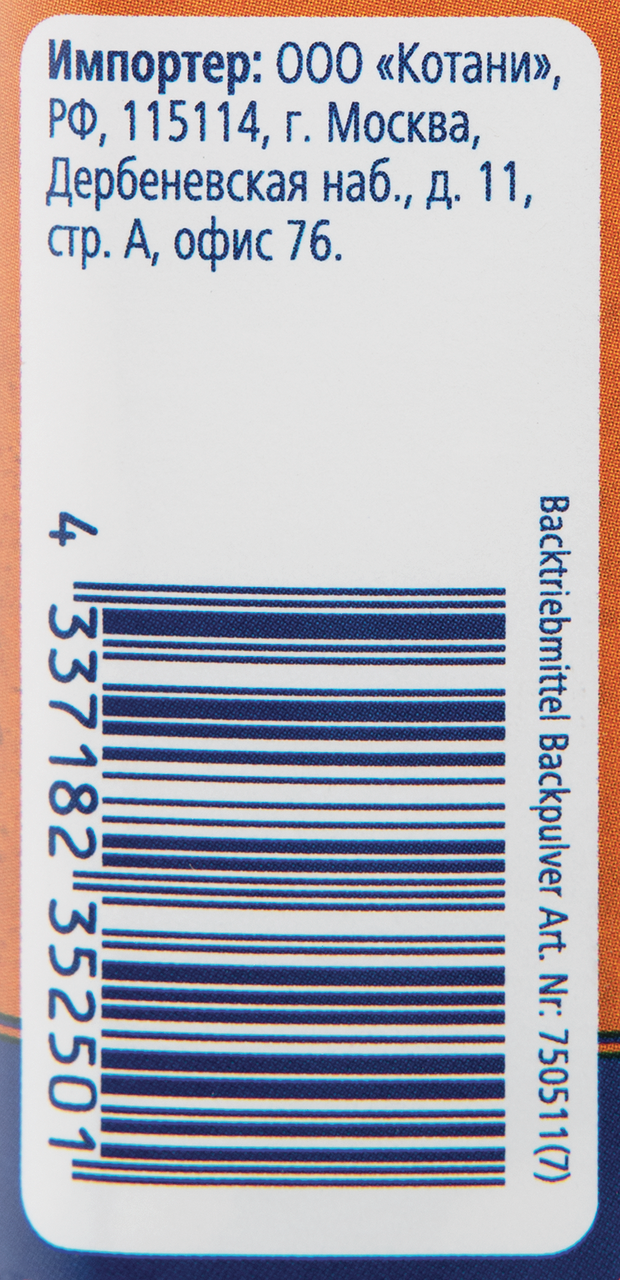 Импортер: ООО «Котани»,
РФ, 115114, г. Москва,
Дербеневская наб., д. 11,
стр. А, офис 76.
Backtriebmittel Backpulver Art. Nr: 750511(7)
4 337182 352501